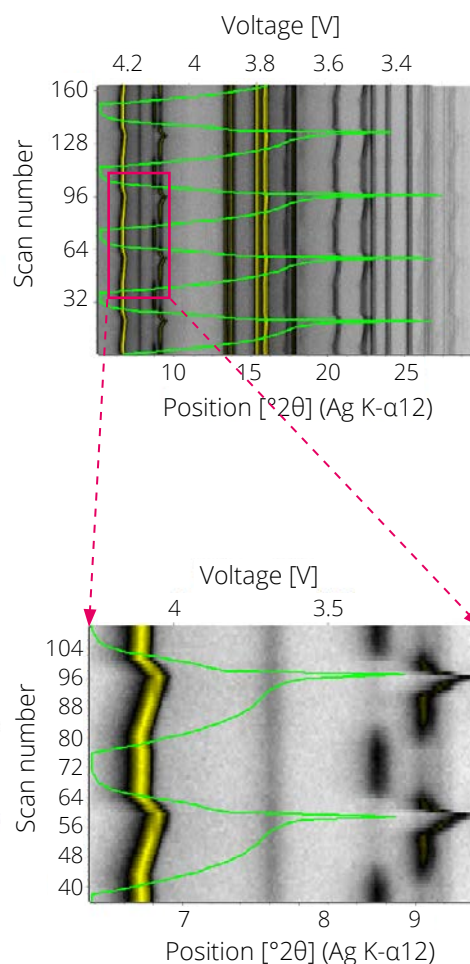 Voltage [V]
4.2 4 3.8 3.6 3.4
Scan number
160
128
96
64
32
10 15 20 25
Position [°2θ] (Ag K-α12)
Voltage [V]
4 3.5
Scan number
104
96
88
80
72
64
56
48
40
7 8 9
Position [°2θ] (Ag K-α12)